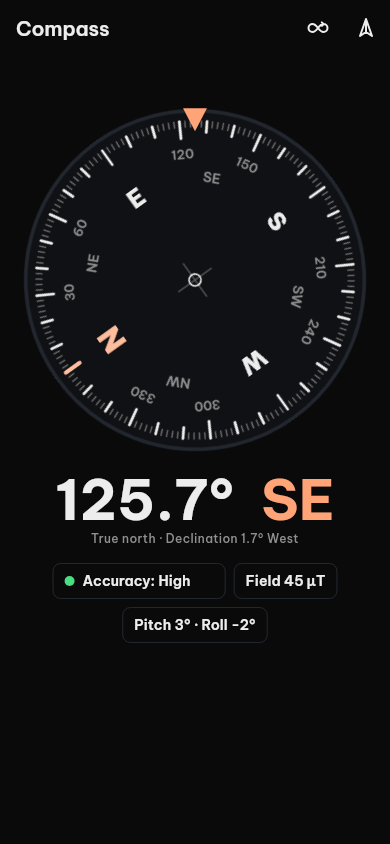 Compass
120
150
SE
E
S
60
210
NE
30
SW
240
N
W
330
NW
300
125.7° SE
True north · Declination 1.7° West
Accuracy: High
Field 45 µT
Pitch 3° · Roll -2°